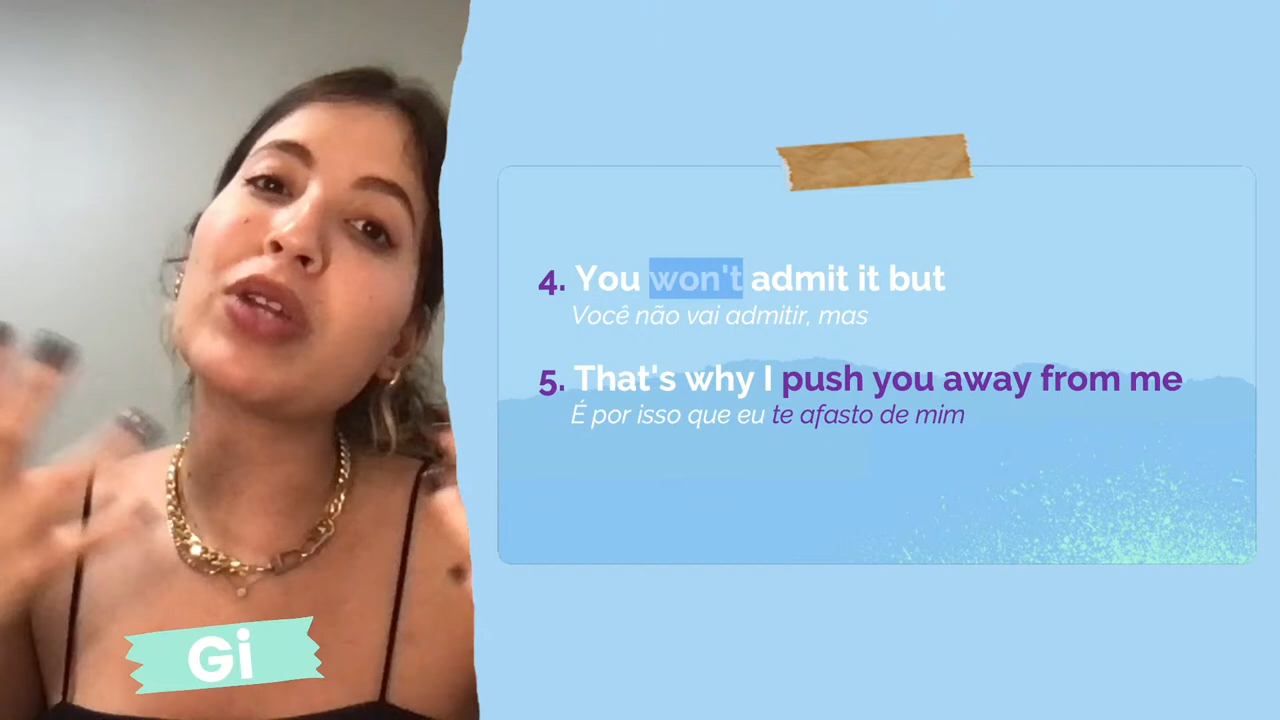 4. You won't admit it but
Você não vai admitir, mas
5. That's why I push you away from me
É por isso que eu te afasto de mim
Gi